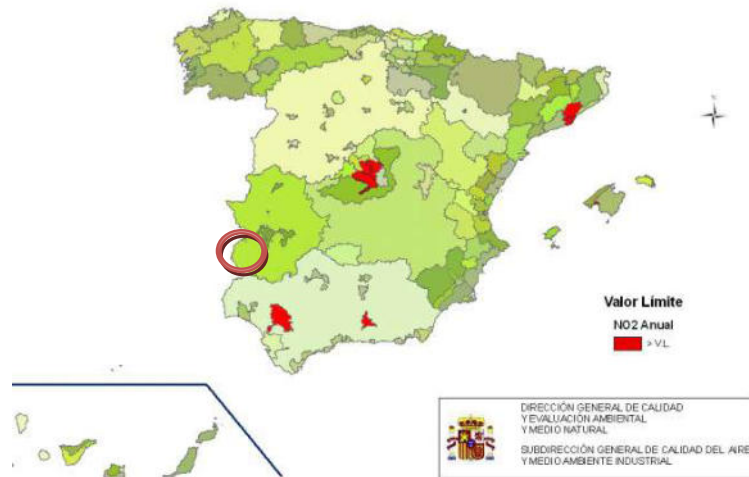 Valor Límite
NO2 Anual
> V.L.
DIRECCIÓN GENERAL DE CALIDAD
Y EVALUACIÓN AMBIENTAL
Y MEDIO NATURAL
SUBDIRECCIÓN GENERAL DE CALIDAD DEL AIRE
Y MEDIO AMBIENTE INDUSTRIAL